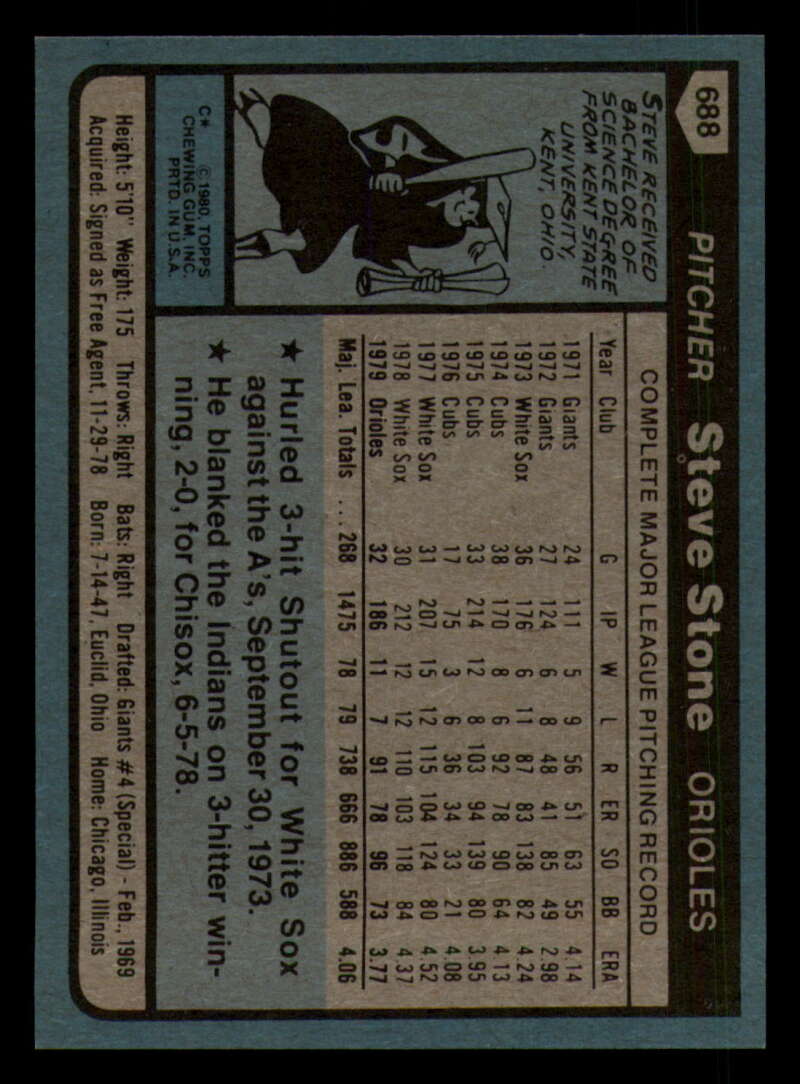 688 PITCHER Steve Stone ORIOLES
STEVE RECEIVED
BACHELOR OF
SCIENCE DEGREE
FROM KENT STATE
UNIVERSITY,
KENT, OHIO.
C* © 1980, TOPPS
CHEWING GUM, INC.
PRTD. IN U.S.A.
COMPLETE MAJOR LEAGUE PITCHING RECORD
Year Club G IP W L R ER SO BB ERA
1971 Giants 24 111 5 9 56 51 63 55 4.14
1972 Giants 27 124 6 8 48 41 85 49 2.98
1973 White Sox 36 176 6 11 87 83 138 82 4.24
1974 Cubs 38 170 8 6 92 78 90 64 4.13
1975 Cubs 33 214 12 8 103 94 139 80 3.95
1976 Cubs 17 75 3 6 36 34 33 21 4.08
1977 White Sox 31 207 15 12 115 104 124 80 4.52
1978 White Sox 30 212 12 12 110 103 118 84 4.37
1979 Orioles 32 186 11 7 91 78 96 73 3.77
Maj. Lea. Totals ... 268 1475 78 79 738 666 886 588 4.06
★ Hurled 3-hit Shutout for White Sox
against the A's, September 30, 1973.
★ He blanked the Indians on 3-hitter win-
ning, 2-0, for Chisox, 6-5-78.
Height: 5'10" Weight: 175 Throws: Right Bats: Right Drafted: Giants #4 (Special) - Feb., 1969
Acquired: Signed as Free Agent, 11-29-78 Born: 7-14-47, Euclid, Ohio Home: Chicago, Illinois